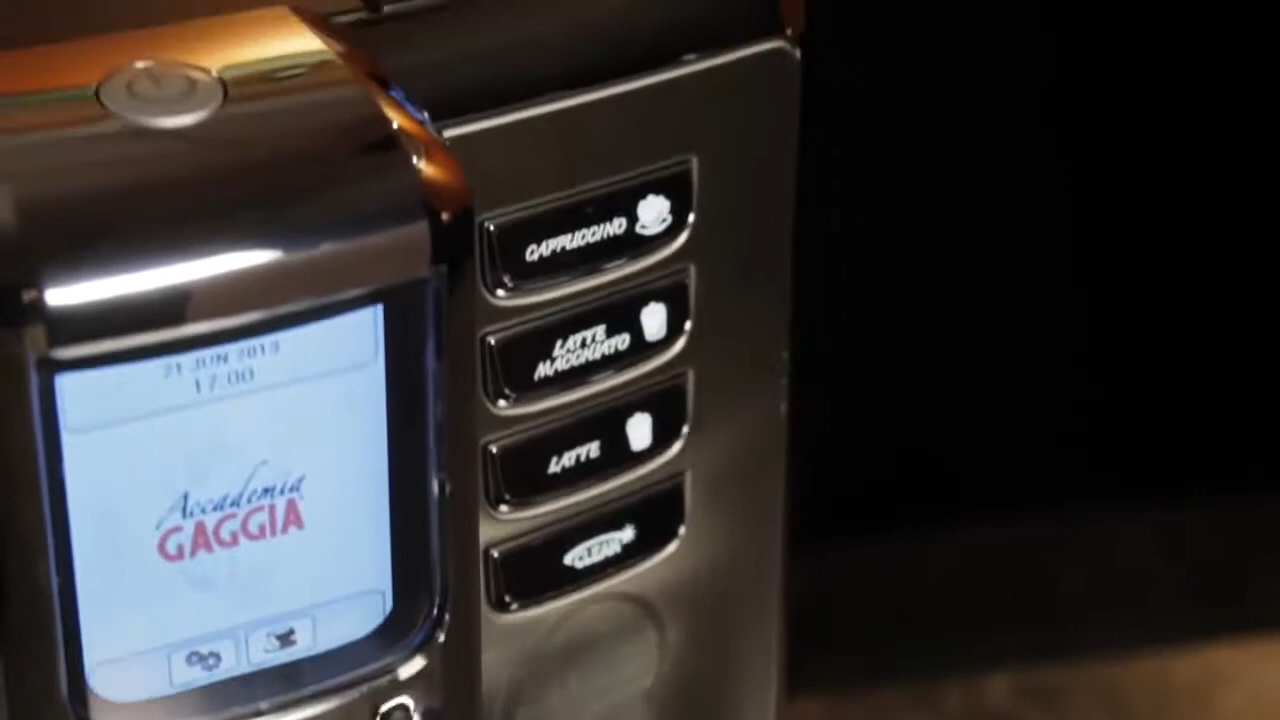 21 JUN 2013
17:00
Accademia
GAGGIA
CAPPUCCINO
LATTE
MACCHIATO
LATTE
CLEAN